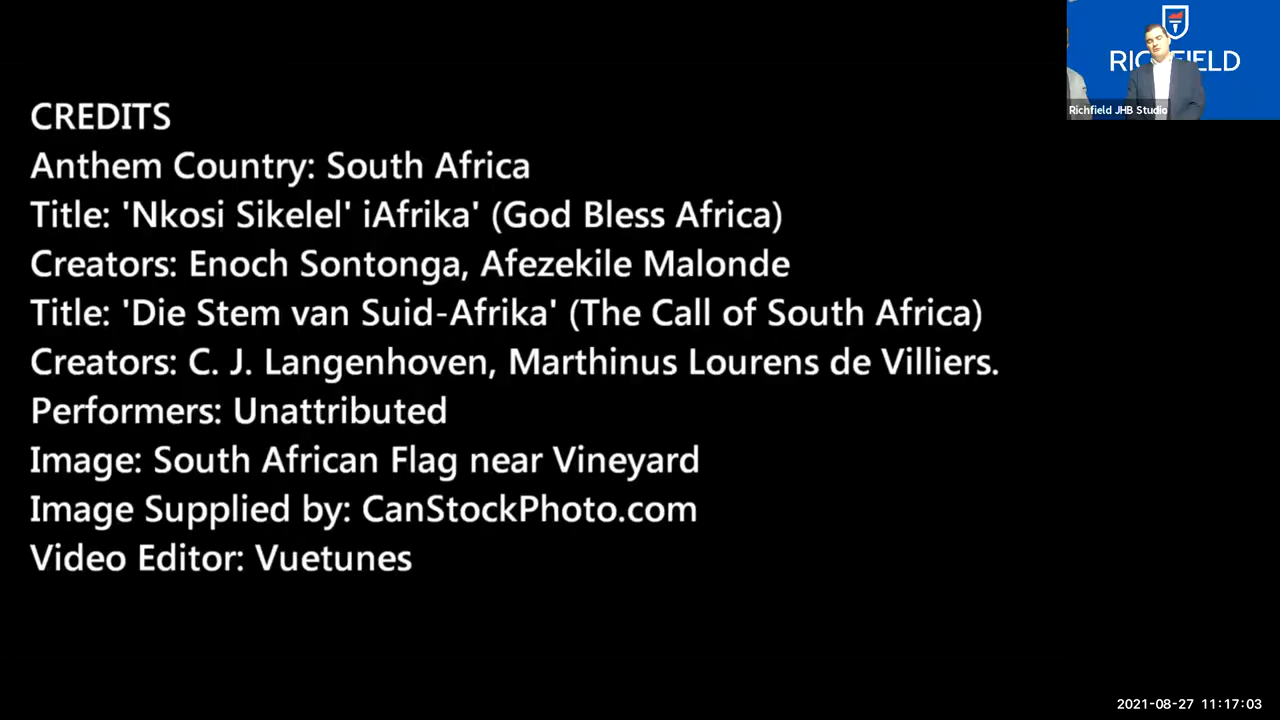 CREDITS
Anthem Country: South Africa
Title: 'Nkosi Sikelel' iAfrika' (God Bless Africa)
Creators: Enoch Sontonga, Afezekile Malonde
Title: 'Die Stem van Suid-Afrika' (The Call of South Africa)
Creators: C. J. Langenhoven, Marthinus Lourens de Villiers.
Performers: Unattributed
Image: South African Flag near Vineyard
Image Supplied by: CanStockPhoto.com
Video Editor: Vuetunes
RICHFIELD
Richfield JHB Studio
2021-08-27 11:17:03